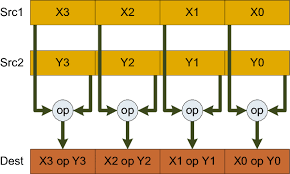 Src1 X3 X2 X1 X0
Src2 Y3 Y2 Y1 Y0
op op op op
Dest X3 op Y3 X2 op Y2 X1 op Y1 X0 op Y0